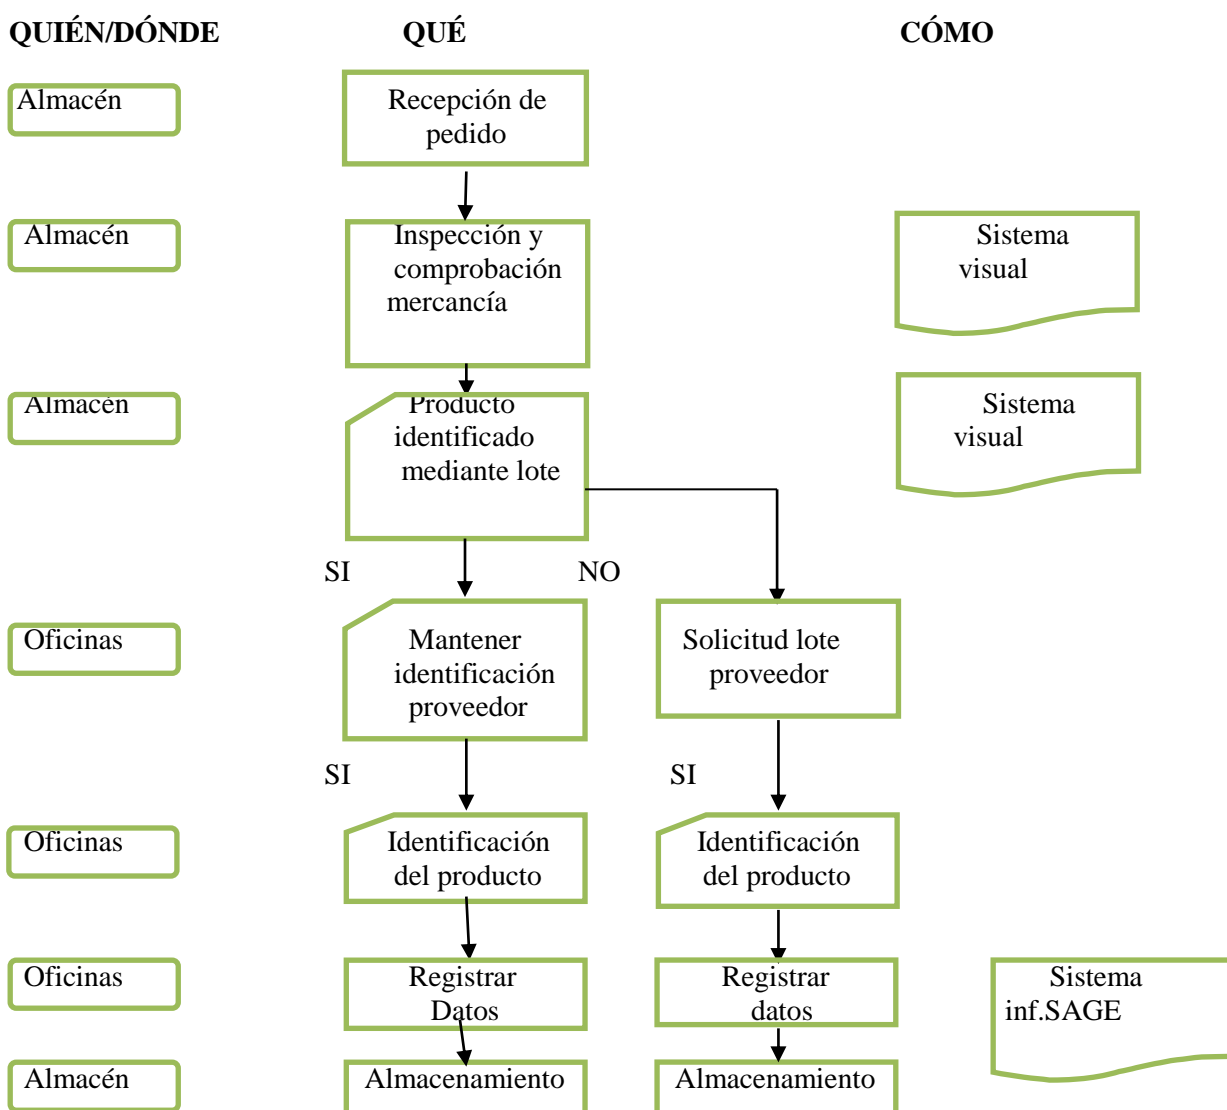 QUIÉN/DÓNDE QUÉ CÓMO
Almacén
Recepción de
pedido
Almacén
Inspección y
comprobación
mercancía
Sistema
visual
Almacén
Producto
identificado
mediante lote
Sistema
visual
SI NO
Oficinas
Mantener
identificación
proveedor
Solicitud lote
proveedor
SI SI
Oficinas
Identificación
del producto
Identificación
del producto
Oficinas
Registrar
Datos
Registrar
datos
Sistema
inf.SAGE
Almacén
Almacenamiento
Almacenamiento